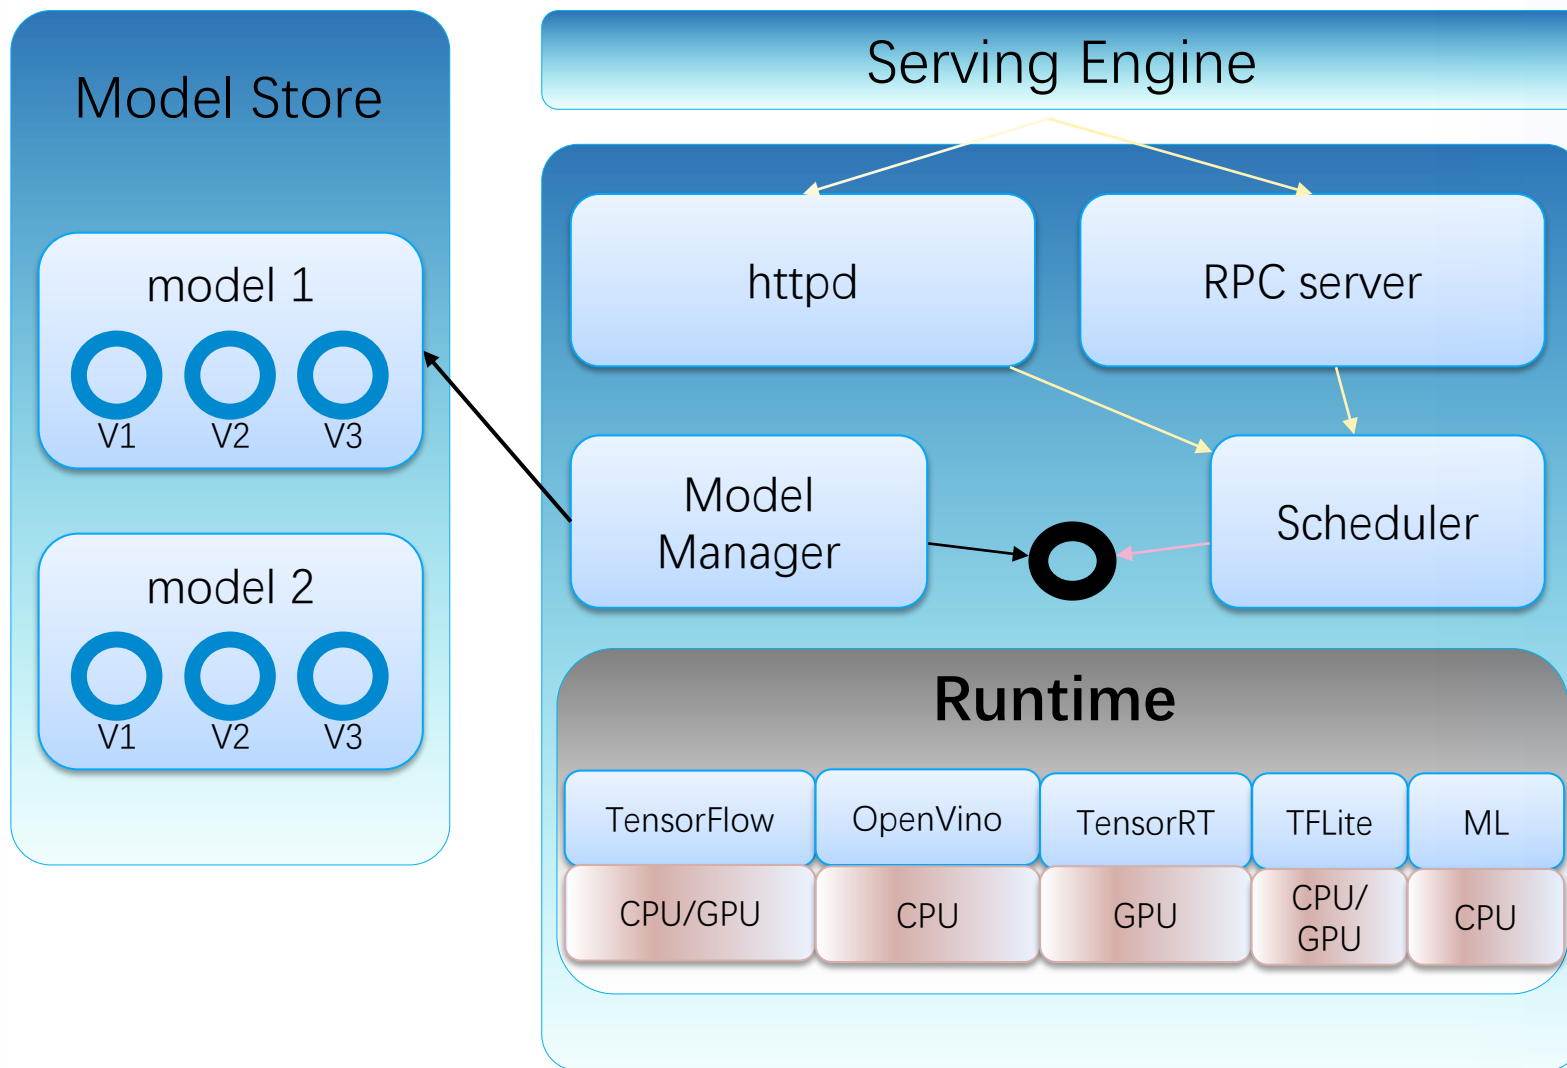 Model Store
model 1
V1 V2 V3
model 2
V1 V2 V3
Serving Engine
httpd
RPC server
Model
Manager
Scheduler
Runtime
TensorFlow
OpenVino
TensorRT
TFLite
ML
CPU/GPU
CPU
GPU
CPU/
GPU
CPU